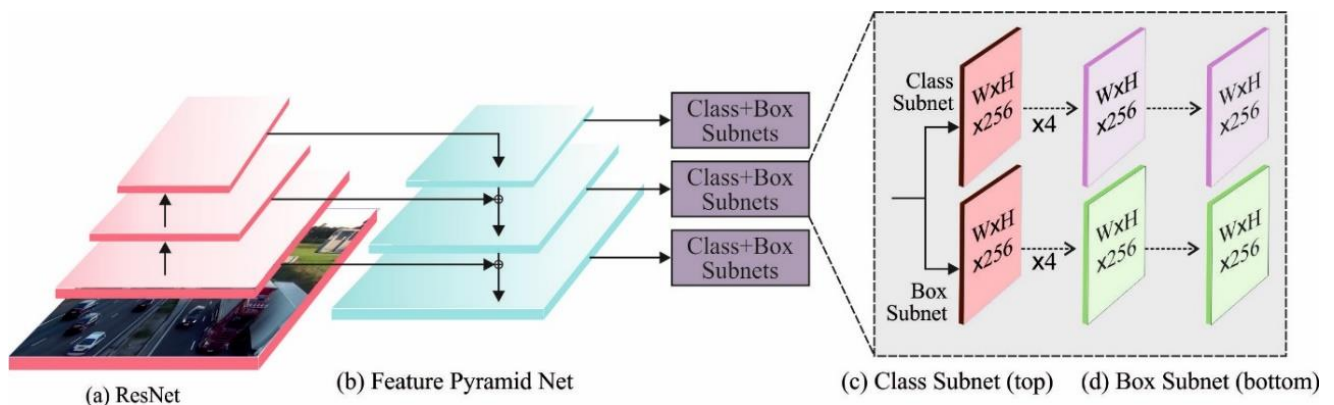 Class+Box
Subnets
Class+Box
Subnets
Class+Box
Subnets
Class
Subnet
WxH
x256
x4
WxH
x256
WxH
x256
Box
Subnet
WxH
x256
x4
WxH
x256
WxH
x256
(a) ResNet
(b) Feature Pyramid Net
(c) Class Subnet (top)
(d) Box Subnet (bottom)